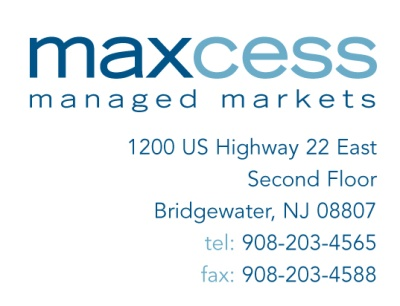 maxcess
managed markets
1200 US Highway 22 East
Second Floor
Bridgewater, NJ 08807
tel: 908-203-4565
fax: 908-203-4588